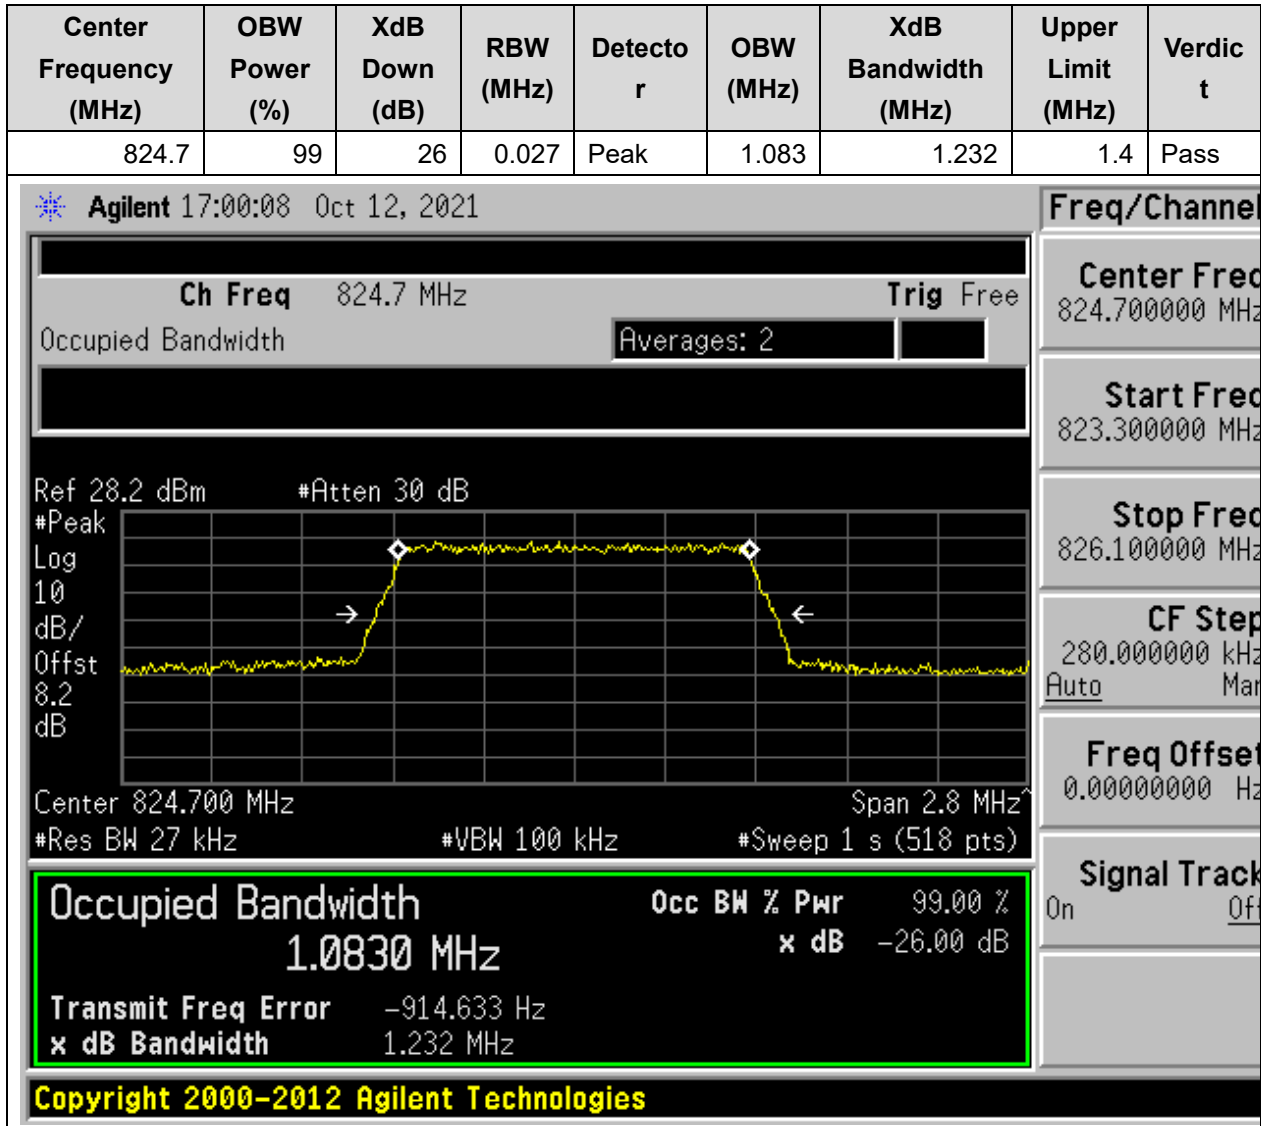 Center Frequency (MHz) OBW Power (%) XdB Down (dB) RBW (MHz) Detecto r OBW (MHz) XdB Bandwidth (MHz) Upper Limit (MHz) Verdic t
824.7 99 26 0.027 Peak 1.083 1.232 1.4 Pass
Agilent 17:00:08 Oct 12, 2021
Freq/Channel
Ch Freq 824.7 MHz Trig Free
Occupied Bandwidth Averages: 2
Center Freq
824.700000 MHz
Start Freq
823.300000 MHz
Stop Freq
826.100000 MHz
CF Step
280.000000 kHz
Auto Man
Freq Offset
0.00000000 Hz
Signal Track
On Off
Ref 28.2 dBm #Atten 30 dB
#Peak
Log
10
dB/
Offst
8.2
dB
Center 824.700 MHz Span 2.8 MHz^
#Res BW 27 kHz #VBW 100 kHz #Sweep 1 s (518 pts)
Occupied Bandwidth Occ BW % Pwr 99.00 %
1.0830 MHz x dB -26.00 dB
Transmit Freq Error -914.633 Hz
x dB Bandwidth 1.232 MHz
Copyright 2000-2012 Agilent Technologies